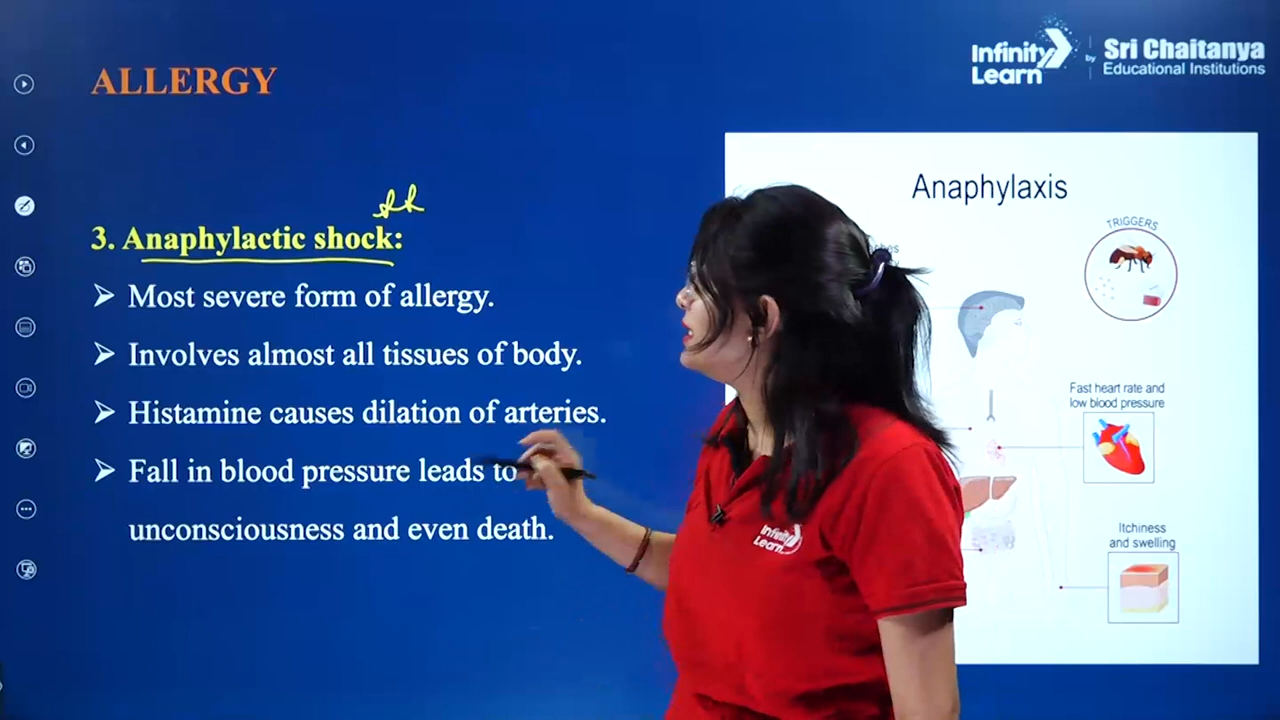 ALLERGY
Infinity
Learn
by
Sri Chaitanya
Educational Institutions
3. Anaphylactic shock:
➢ Most severe form of allergy.
➢ Involves almost all tissues of body.
➢ Histamine causes dilation of arteries.
➢ Fall in blood pressure leads to
unconsciousness and even death.
Anaphylaxis
TRIGGERS
Fast heart rate and
low blood pressure
Itchiness
and swelling
Infinity
Learn